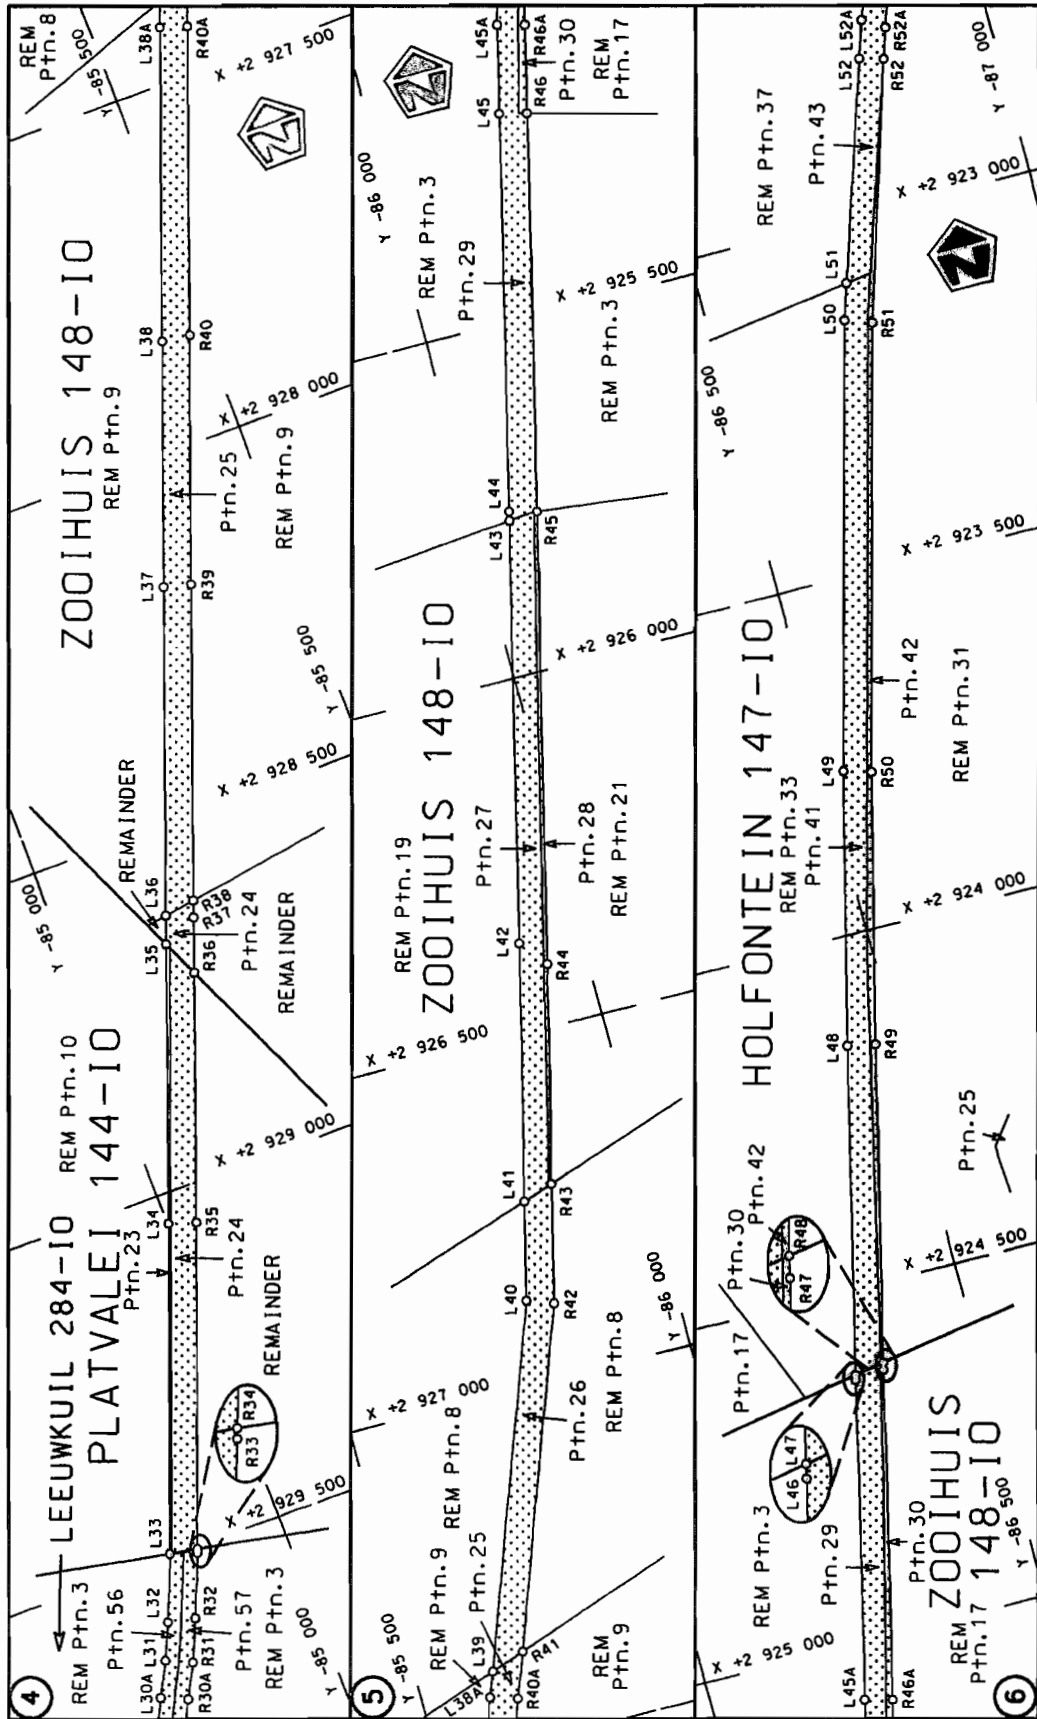 4
LEEUWKUIL 284-IO
REM Ptn.3
REM Ptn.10
PLATVALEI 144-IO
ZOOIHUIS 148-IO
REM Ptn.9
REM
Ptn.8
Y -85 000
Y -85 500
Ptn.56
Ptn.23
REMAINDER
L30A
L31
L32
L33
L34
L35
L36
L37
L38
L38A
R30A
R31
R32
R35
R36
R37
R38
R39
R40
R40A
R33
R34
Ptn.57
REM Ptn.3
Ptn.24
REMAINDER
Ptn.24
REMAINDER
Ptn.25
REM Ptn.9
Y -85 000
X +2 929 500
X +2 929 000
X +2 928 500
Y -85 500
X +2 928 000
X +2 927 500
5
Y -85 500
REM Ptn.9
REM Ptn.8
Ptn.25
REM Ptn.19
ZOOIHUIS 148-IO
X +2 927 000
X +2 926 500
Ptn.27
REM Ptn.3
Ptn.29
Y -86 000
L38A
L39
L40
L41
L42
L43
L44
L45
L45A
R40A
R41
R42
R43
R44
R45
R46
R46A
REM
Ptn.9
Ptn.26
REM Ptn.8
Y -86 000
Ptn.28
REM Ptn.21
X +2 926 000
REM Ptn.3
X +2 925 500
Ptn.30
REM
Ptn.17
6
X +2 925 000
REM Ptn.3
Ptn.29
Ptn.17
Ptn.30
Ptn.42
L46
L47
R47
R48
HOLFONTEIN 147-IO
REM Ptn.33
Ptn.41
Y -86 500
REM Ptn.37
Ptn.43
L45A
L48
L49
L50
L51
L52
L52A
R46A
R49
R50
R51
R52
R52A
Ptn.30
ZOOIHUIS
148-IO
REM
Ptn.17
Y -86 500
X +2 924 500
Ptn.25
X +2 924 000
Ptn.42
REM Ptn.31
X +2 923 500
X +2 923 000
Y -87 000
N
N
N